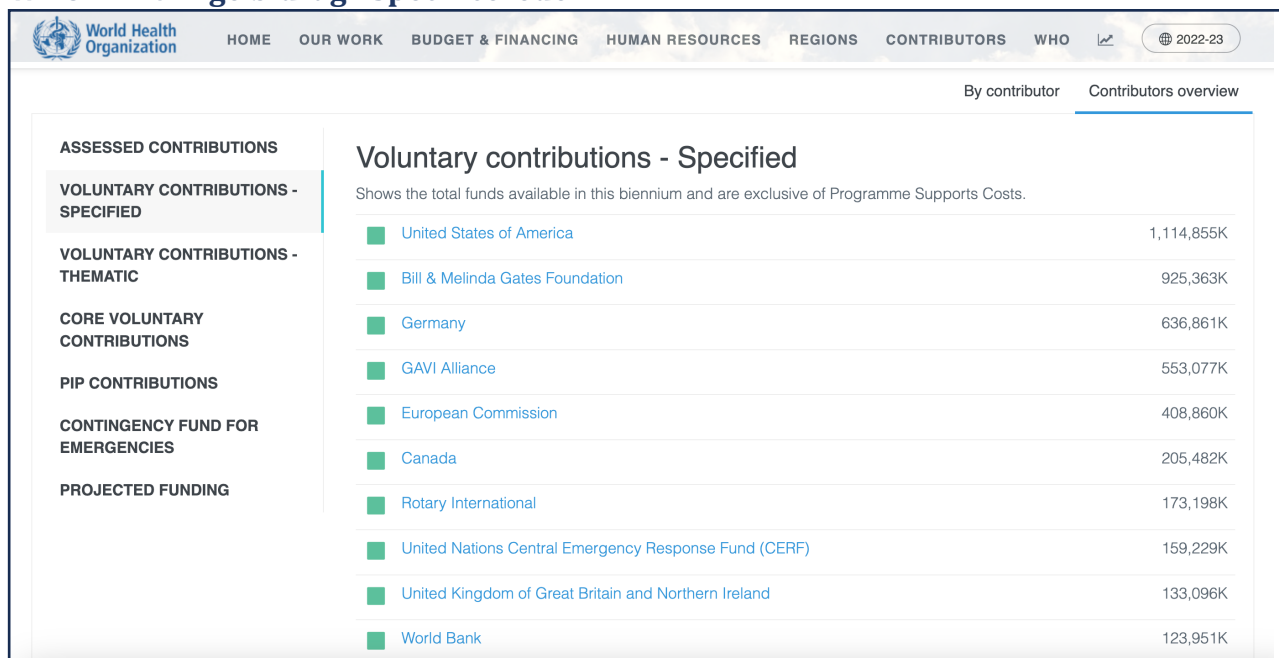 World Health
Organization
HOME
OUR WORK
BUDGET & FINANCING
HUMAN RESOURCES
REGIONS
CONTRIBUTORS
WHO
2022-23
By contributor
Contributors overview
ASSESSED CONTRIBUTIONS
VOLUNTARY CONTRIBUTIONS -
SPECIFIED
VOLUNTARY CONTRIBUTIONS -
THEMATIC
CORE VOLUNTARY
CONTRIBUTIONS
PIP CONTRIBUTIONS
CONTINGENCY FUND FOR
EMERGENCIES
PROJECTED FUNDING
Voluntary contributions - Specified
Shows the total funds available in this biennium and are exclusive of Programme Supports Costs.
United States of America 1,114,855K
Bill & Melinda Gates Foundation 925,363K
Germany 636,861K
GAVI Alliance 553,077K
European Commission 408,860K
Canada 205,482K
Rotary International 173,198K
United Nations Central Emergency Response Fund (CERF) 159,229K
United Kingdom of Great Britain and Northern Ireland 133,096K
World Bank 123,951K